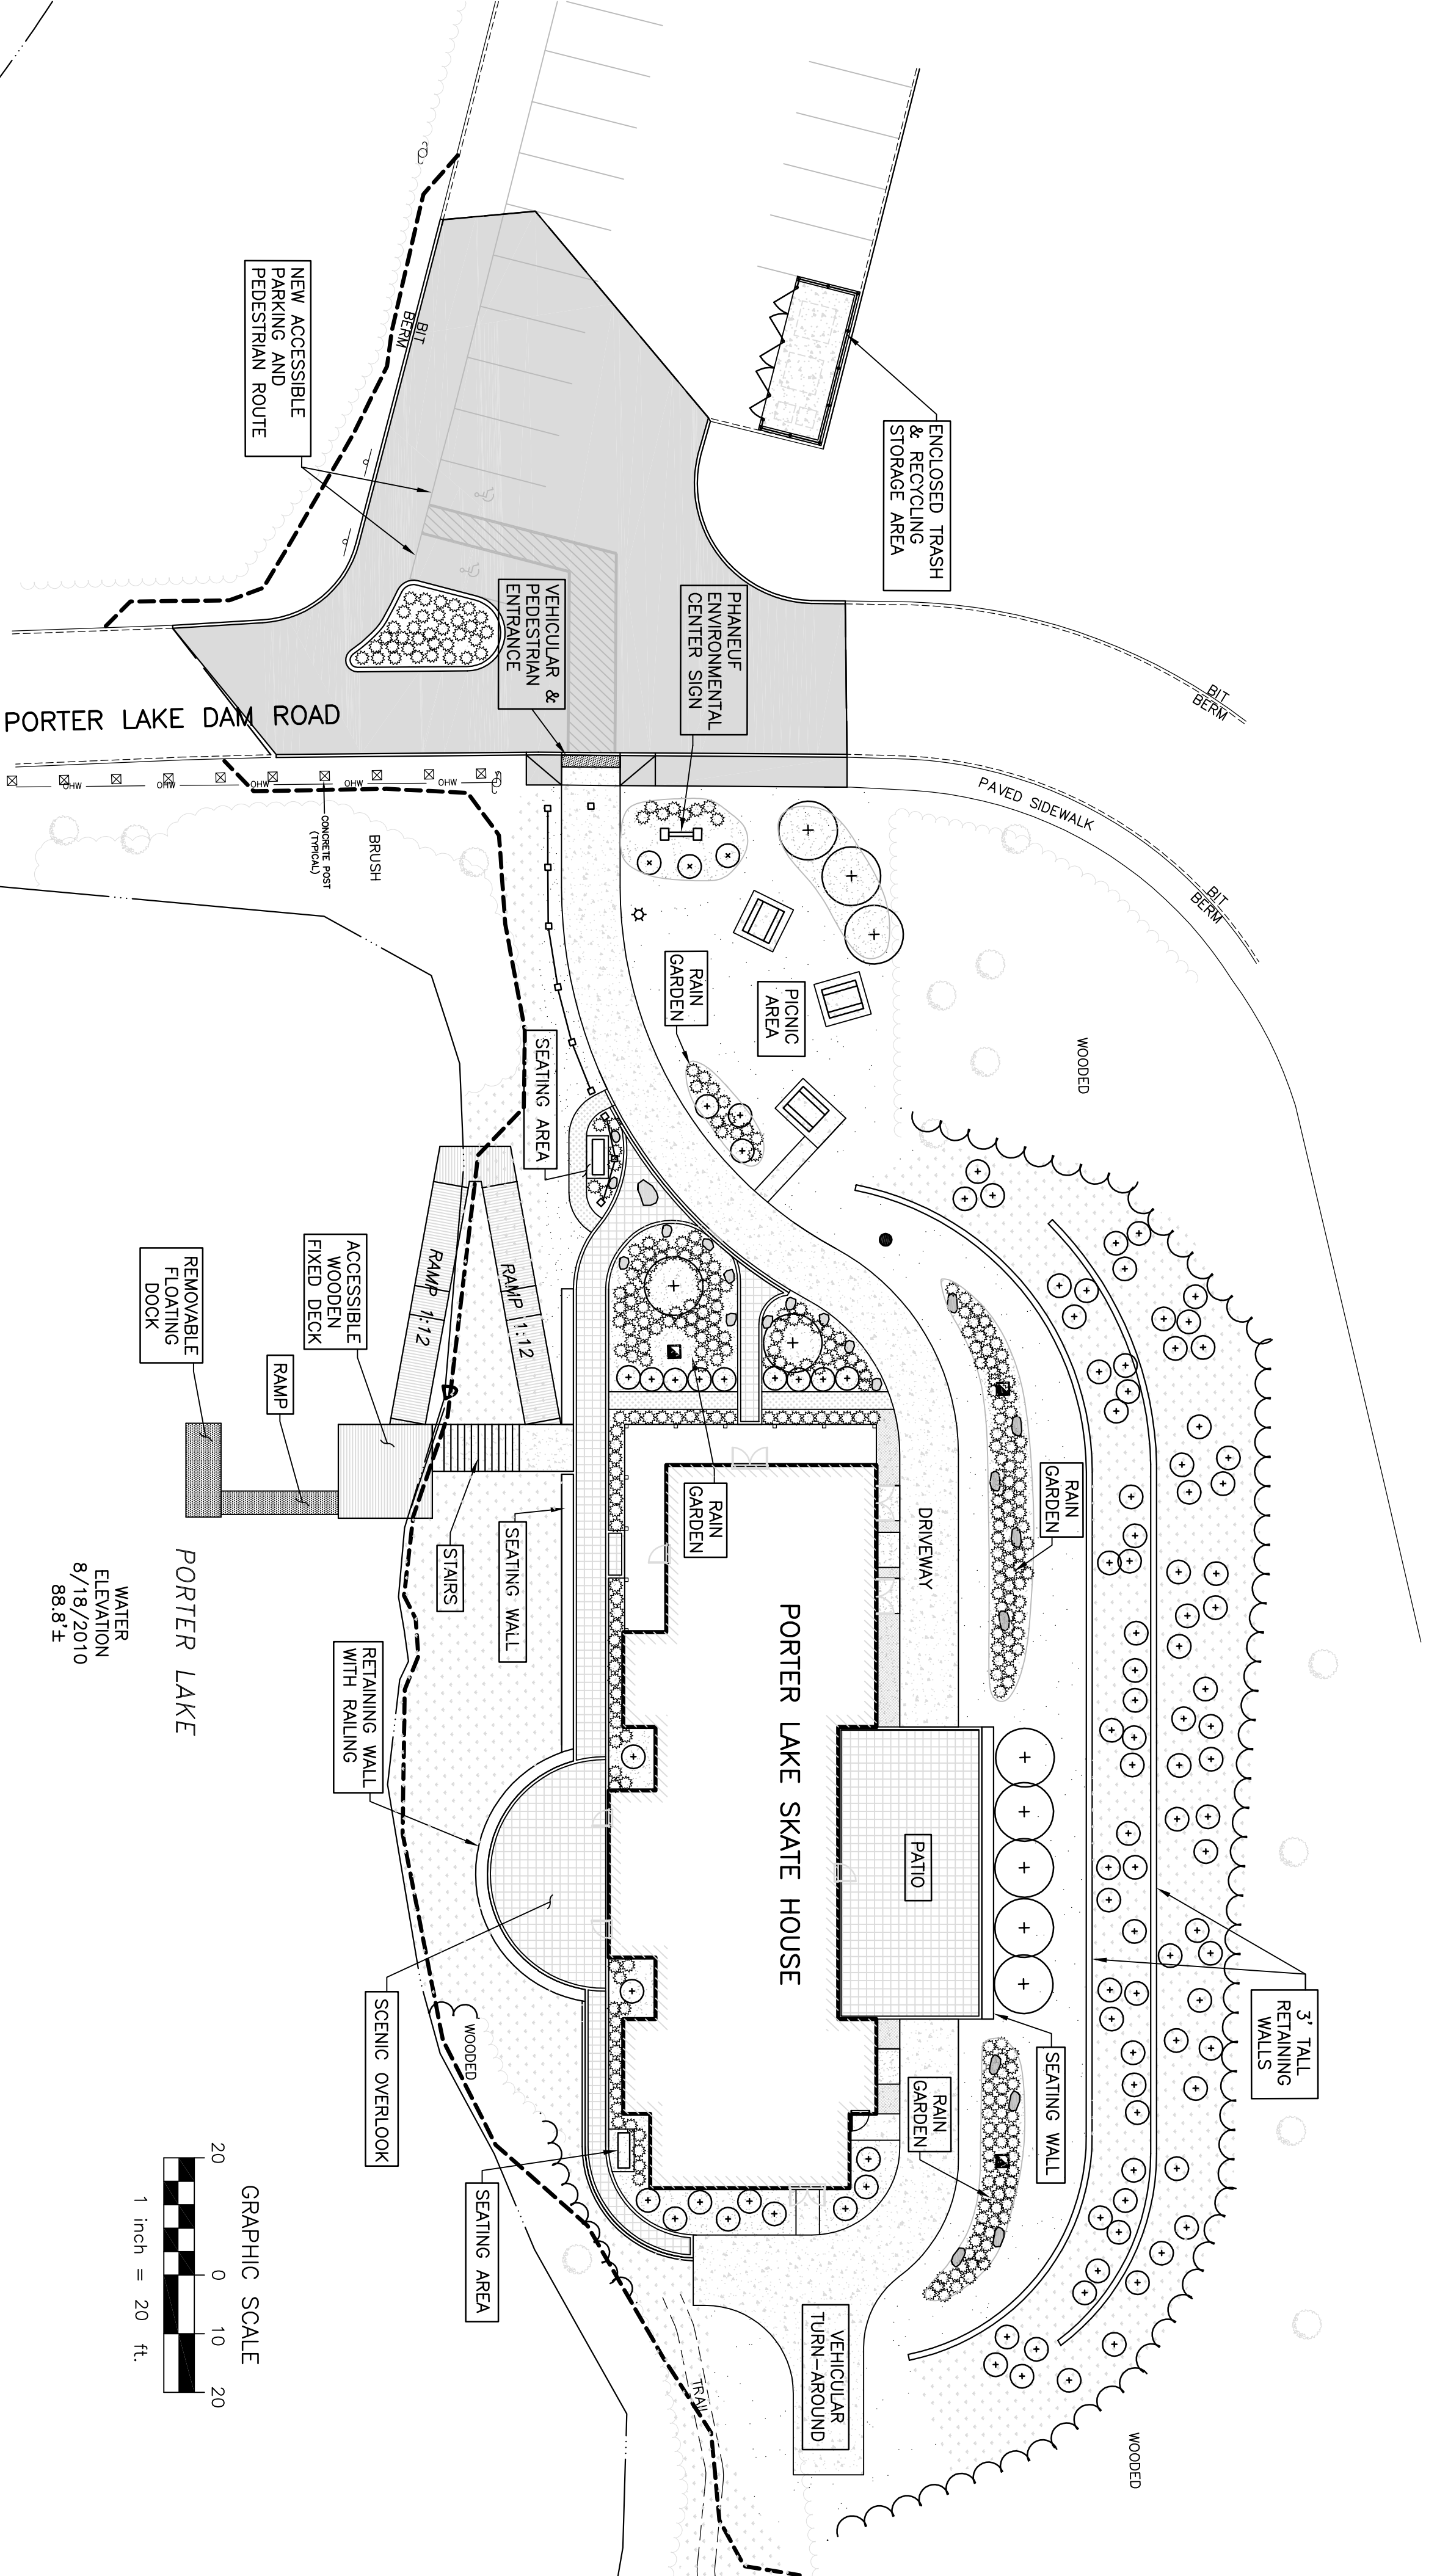 ENCLOSED TRASH
& RECYCLING
STORAGE AREA
NEW ACCESSIBLE
PARKING AND
PEDESTRIAN ROUTE
BIT
BERM
VEHICULAR &
PEDESTRIAN
ENTRANCE
PHANEUF
ENVIRONMENTAL
CENTER SIGN
BIT
BERM
BIT
BERM
PAVED SIDEWALK
PORTER LAKE DAM ROAD
OHW
OHW
OHW
OHW
OHW
CONCRETE POST
(TYPICAL)
BRUSH
RAIN
GARDEN
PICNIC
AREA
WOODED
SEATING AREA
RAMP 1:12
RAMP 1:12
ACCESSIBLE
WOODEN
FIXED DECK
REMOVABLE
FLOATING
DOCK
RAMP
RAIN
GARDEN
DRIVEWAY
RAIN
GARDEN
SEATING WALL
STAIRS
PORTER LAKE
WATER
ELEVATION
8/18/2010
88.8'±
RETAINING WALL
WITH RAILING
PORTER LAKE SKATE HOUSE
PATIO
3' TALL
RETAINING
WALLS
SCENIC OVERLOOK
WOODED
SEATING WALL
RAIN
GARDEN
SEATING AREA
VEHICULAR
TURN-AROUND
TRAIL
WOODED
GRAPHIC SCALE
20 0 10 20
1 inch = 20 ft.